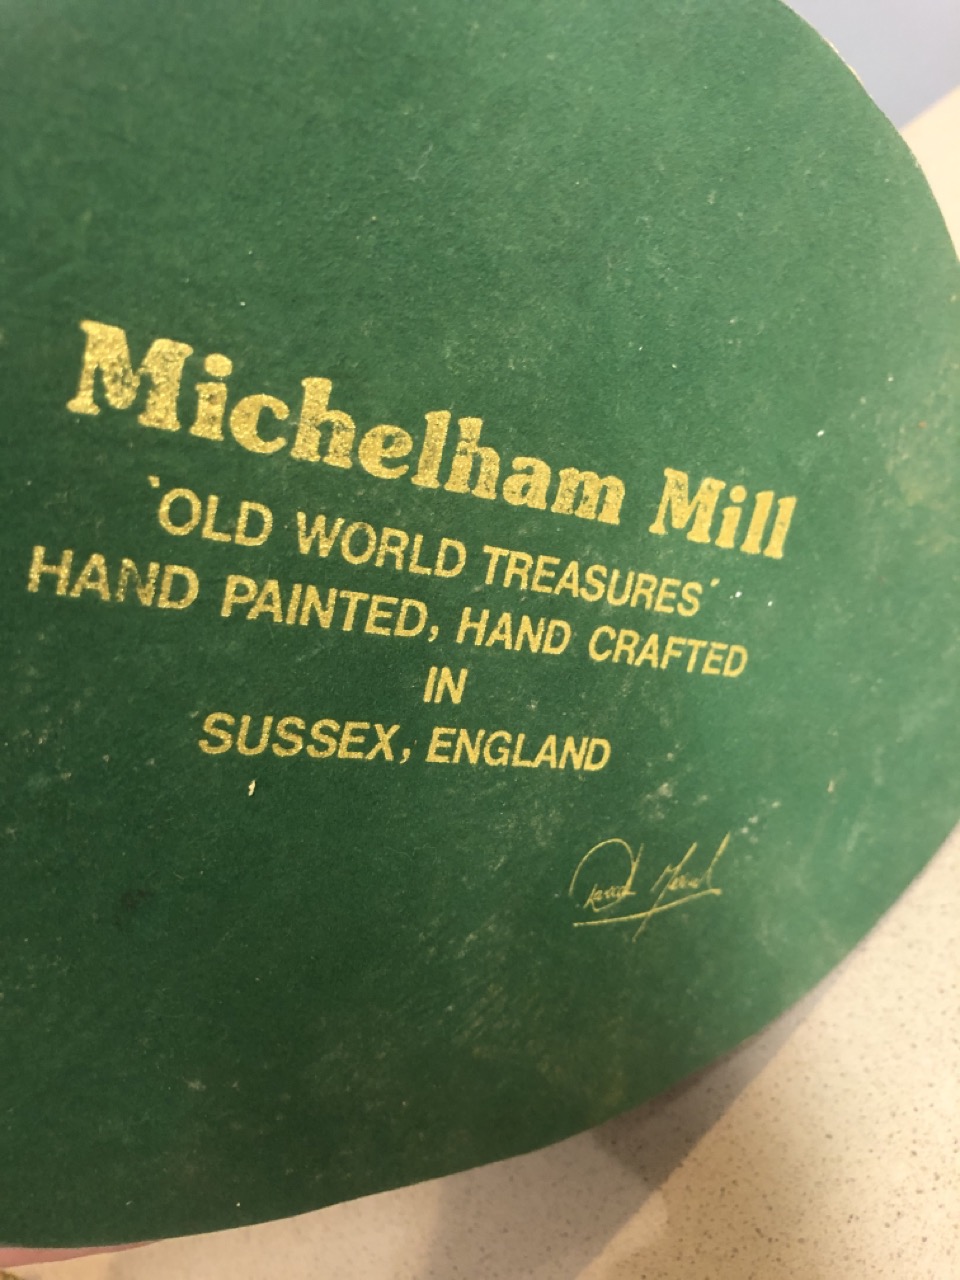 Michelham Mill
‘OLD WORLD TREASURES’
HAND PAINTED, HAND CRAFTED
IN
SUSSEX, ENGLAND